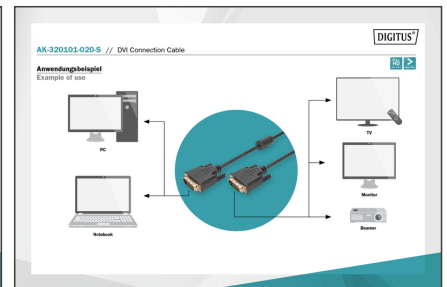 DIGITUS®
AK-320101-020-S // DVI Connection Cable
Anwendungsbeispiel
Example of use
PC
TV
Notebook
Monitor
Beamer